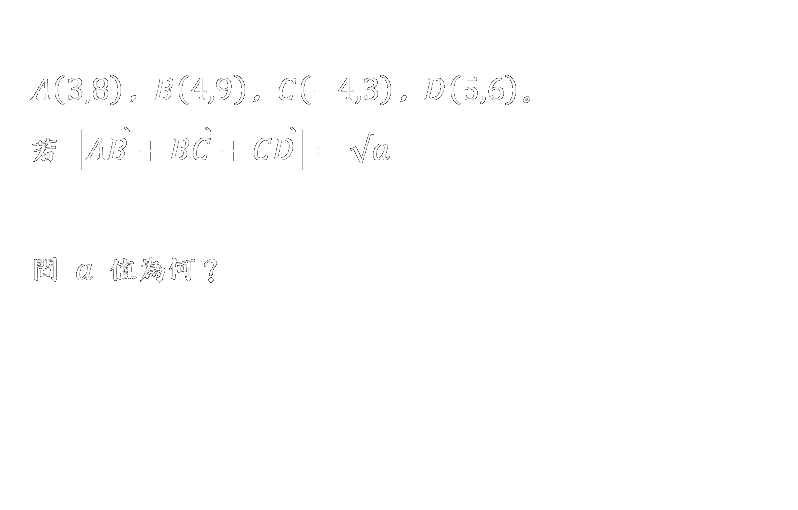 A(3,8)，B(4,9)，C(−4,3)，D(5,6)。
若 |AB⃑ + BC⃑ + CD⃑| = √a
問 a 值為何？